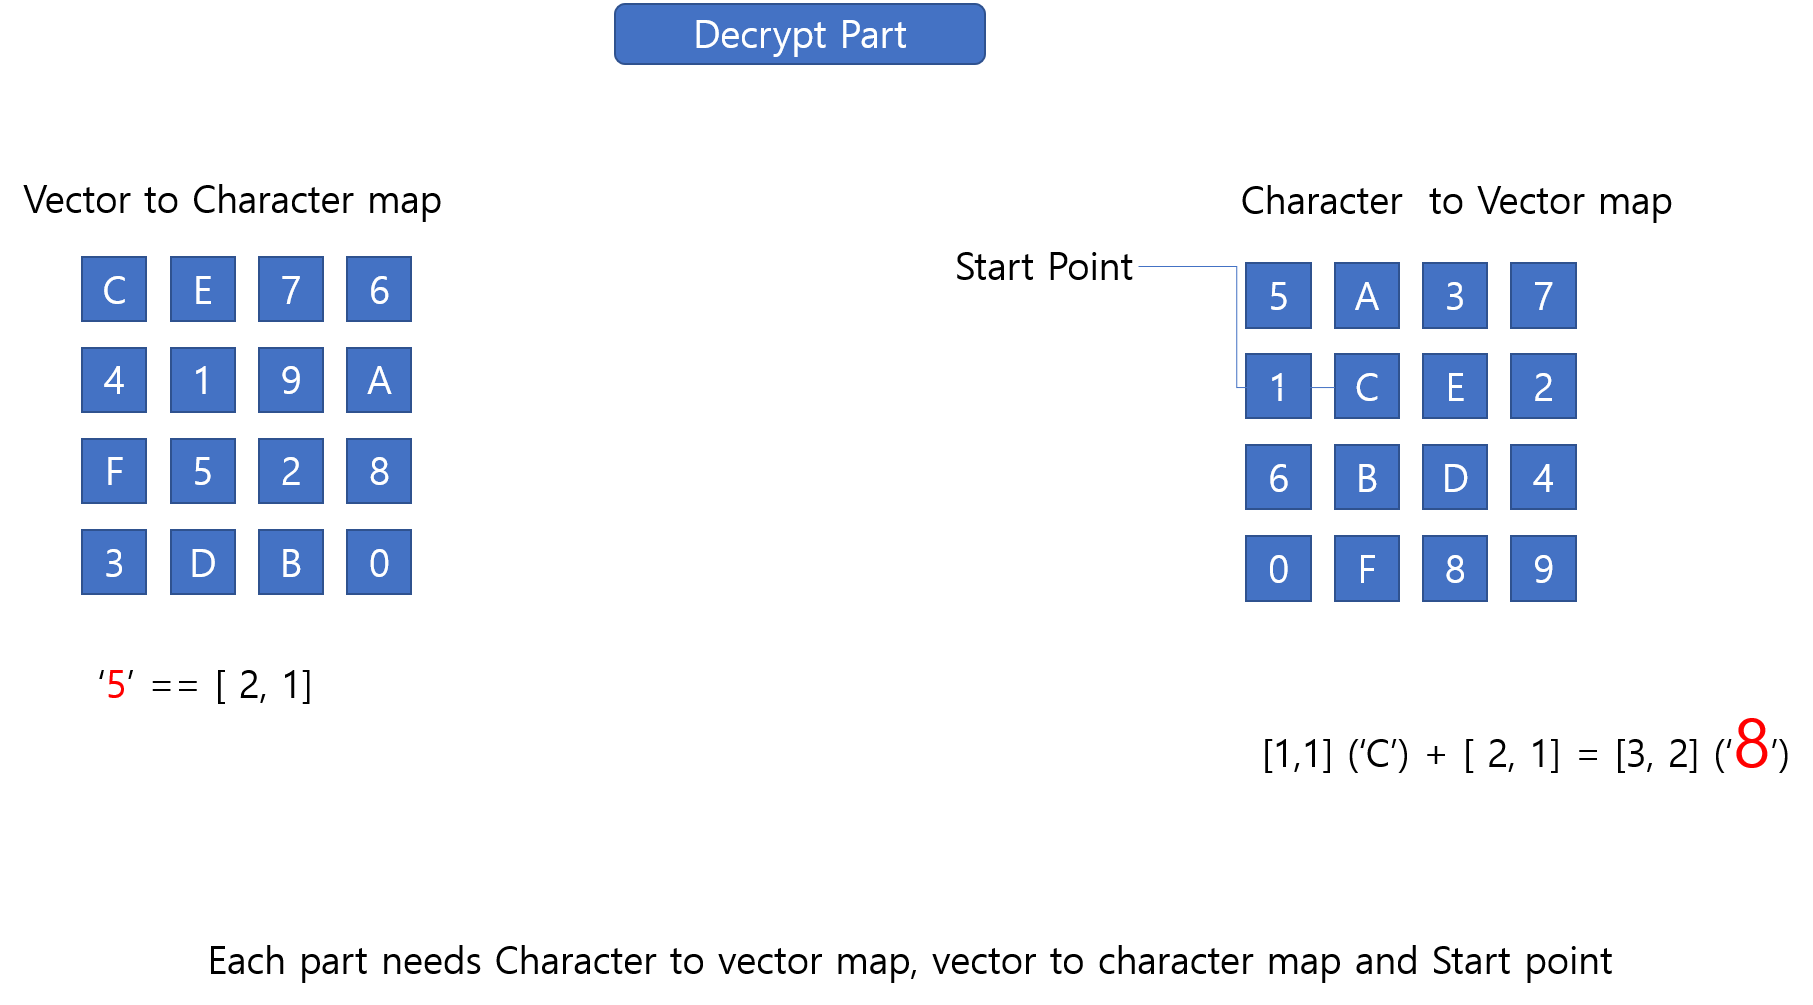 Decrypt Part
Vector to Character map
C E 7 6
4 1 9 A
F 5 2 8
3 D B 0
‘5’ == [ 2, 1]
Character to Vector map
Start Point
5 A 3 7
1 C E 2
6 B D 4
0 F 8 9
[1,1] (‘C’) + [ 2, 1] = [3, 2] (‘8’)
Each part needs Character to vector map, vector to character map and Start point